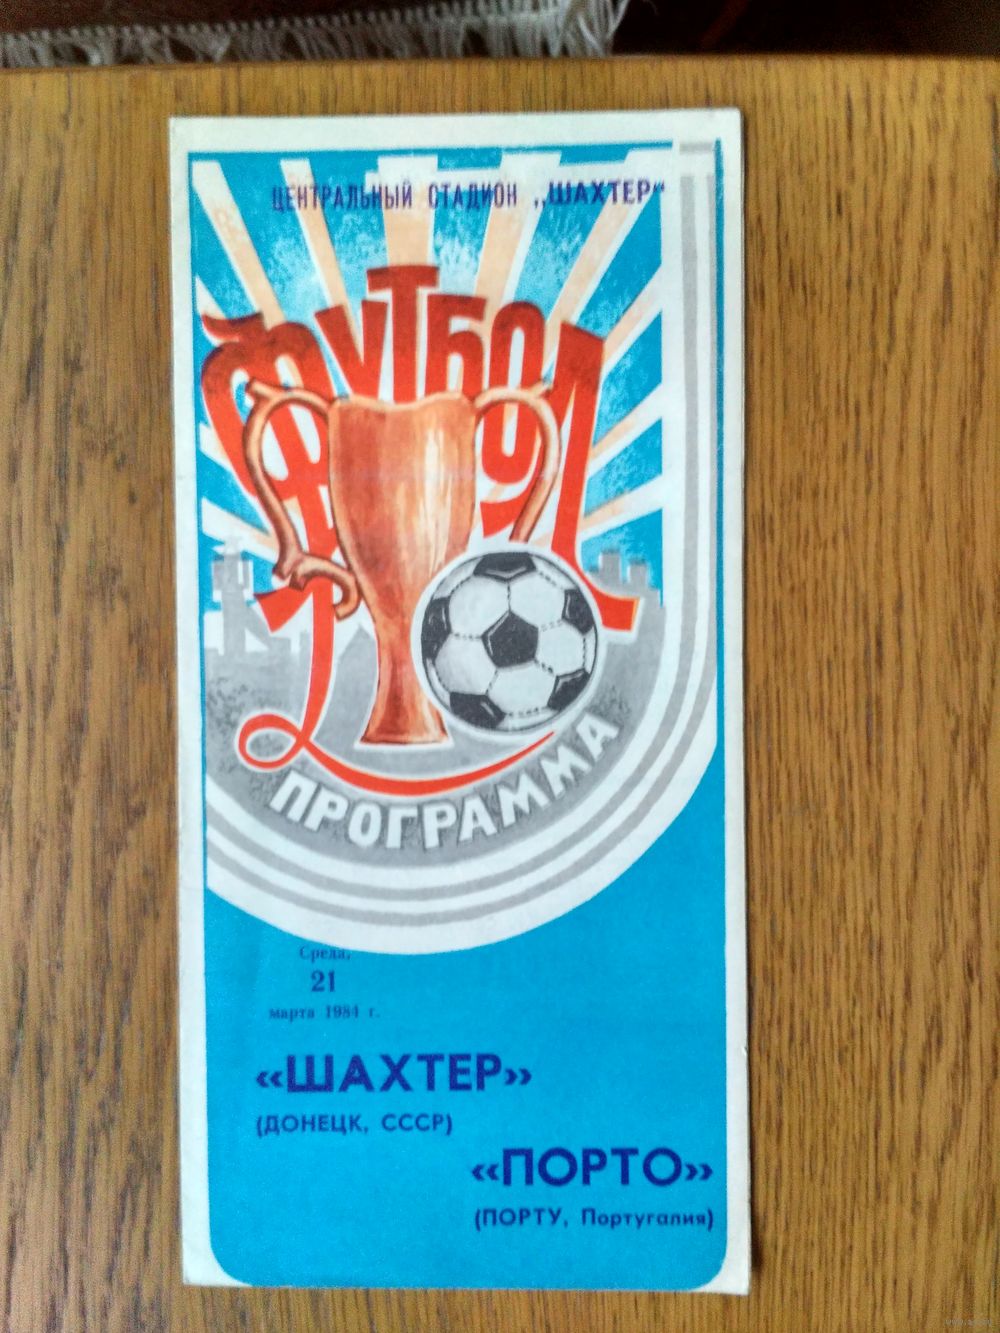 ЦЕНТРАЛЬНЫЙ СТАДИОН „ШАХТЕР“
ФУТБОЛ
ПРОГРАММА
Среда,
21
марта 1984 г.
«ШАХТЕР»
(ДОНЕЦК, СССР)
«ПОРТО»
(ПОРТУ, Португалия)